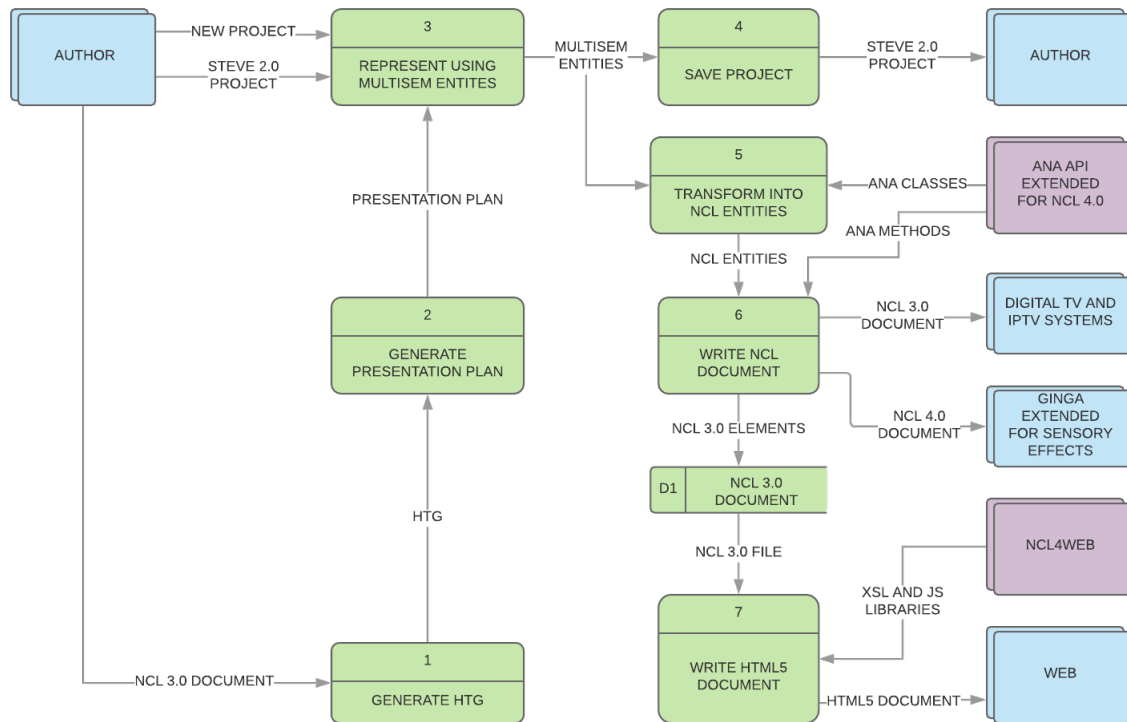 AUTHOR
NEW PROJECT
STEVE 2.0
PROJECT
3
REPRESENT USING
MULTISEM ENTITES
MULTISEM
ENTITIES
4
SAVE PROJECT
STEVE 2.0
PROJECT
AUTHOR
5
TRANSFORM INTO
NCL ENTITIES
ANA CLASSES
ANA API
EXTENDED
FOR NCL 4.0
ANA METHODS
PRESENTATION PLAN
NCL ENTITIES
2
GENERATE
PRESENTATION PLAN
6
WRITE NCL
DOCUMENT
NCL 3.0
DOCUMENT
DIGITAL TV AND
IPTV SYSTEMS
NCL 4.0
DOCUMENT
GINGA
EXTENDED
FOR SENSORY
EFFECTS
NCL 3.0 ELEMENTS
D1
NCL 3.0
DOCUMENT
HTG
NCL 3.0 FILE
NCL4WEB
XSL AND JS
LIBRARIES
1
GENERATE HTG
NCL 3.0 DOCUMENT
7
WRITE HTML5
DOCUMENT
HTML5 DOCUMENT
WEB